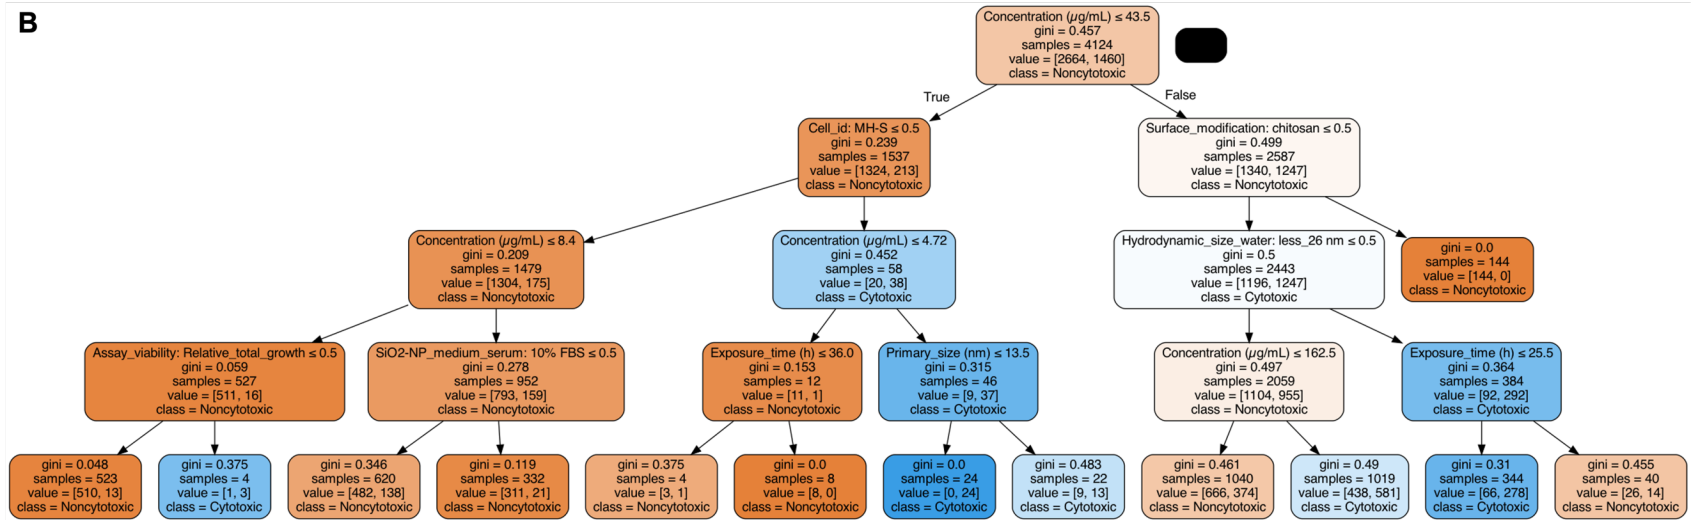 B
Concentration (µg/mL) ≤ 43.5
gini = 0.457
samples = 4124
value = [2664, 1460]
class = Noncytotoxic
True
False
Cell_id: MH-S ≤ 0.5
gini = 0.239
samples = 1537
value = [1324, 213]
class = Noncytotoxic
Surface_modification: chitosan ≤ 0.5
gini = 0.499
samples = 2587
value = [1340, 1247]
class = Noncytotoxic
Concentration (µg/mL) ≤ 8.4
gini = 0.209
samples = 1479
value = [1304, 175]
class = Noncytotoxic
Concentration (µg/mL) ≤ 4.72
gini = 0.452
samples = 58
value = [20, 38]
class = Cytotoxic
Hydrodynamic_size_water: less_26 nm ≤ 0.5
gini = 0.5
samples = 2443
value = [1196, 1247]
class = Cytotoxic
gini = 0.0
samples = 144
value = [144, 0]
class = Noncytotoxic
Assay_viability: Relative_total_growth ≤ 0.5
gini = 0.059
samples = 527
value = [511, 16]
class = Noncytotoxic
SiO2-NP_medium_serum: 10% FBS ≤ 0.5
gini = 0.278
samples = 952
value = [793, 159]
class = Noncytotoxic
Exposure_time (h) ≤ 36.0
gini = 0.153
samples = 12
value = [11, 1]
class = Noncytotoxic
Primary_size (nm) ≤ 13.5
gini = 0.315
samples = 46
value = [9, 37]
class = Cytotoxic
Concentration (µg/mL) ≤ 162.5
gini = 0.497
samples = 2059
value = [1104, 955]
class = Noncytotoxic
Exposure_time (h) ≤ 25.5
gini = 0.364
samples = 384
value = [92, 292]
class = Cytotoxic
gini = 0.048
samples = 523
value = [510, 13]
class = Noncytotoxic
gini = 0.375
samples = 4
value = [1, 3]
class = Cytotoxic
gini = 0.346
samples = 620
value = [482, 138]
class = Noncytotoxic
gini = 0.119
samples = 332
value = [311, 21]
class = Noncytotoxic
gini = 0.375
samples = 4
value = [3, 1]
class = Noncytotoxic
gini = 0.0
samples = 8
value = [8, 0]
class = Noncytotoxic
gini = 0.0
samples = 24
value = [0, 24]
class = Cytotoxic
gini = 0.483
samples = 22
value = [9, 13]
class = Cytotoxic
gini = 0.461
samples = 1040
value = [666, 374]
class = Noncytotoxic
gini = 0.49
samples = 1019
value = [438, 581]
class = Cytotoxic
gini = 0.31
samples = 344
value = [66, 278]
class = Cytotoxic
gini = 0.455
samples = 40
value = [26, 14]
class = Noncytotoxic